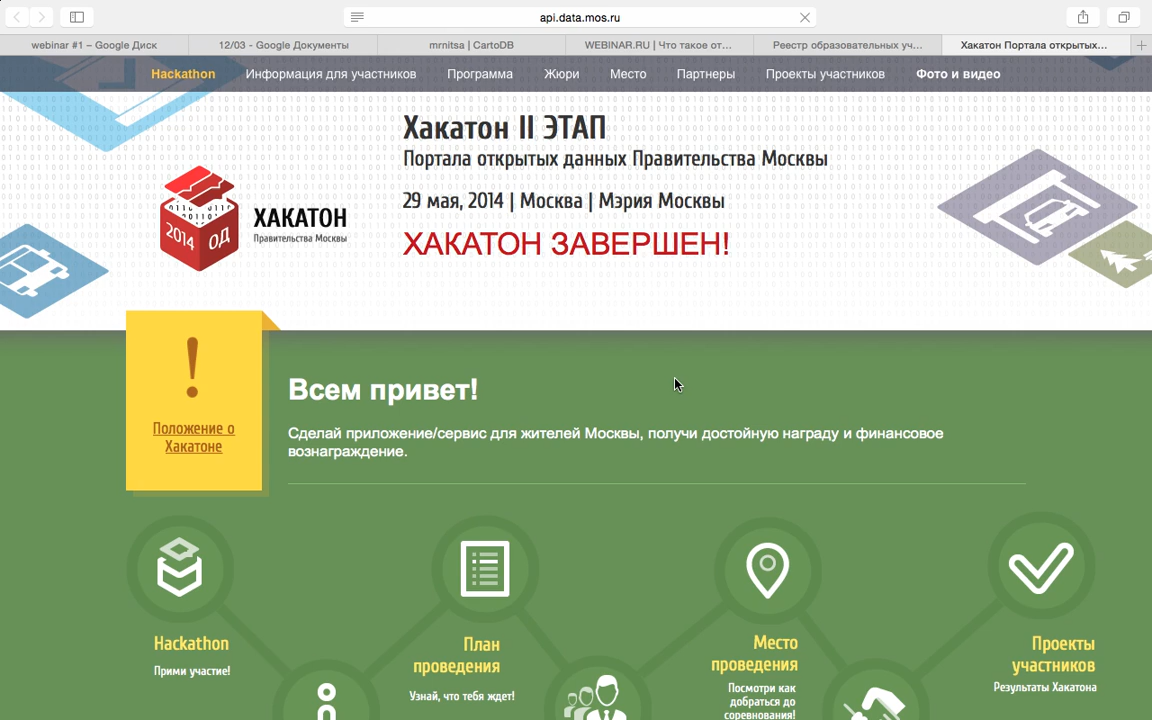 api.data.mos.ru
webinar #1 – Google Диск
12/03 - Google Документы
mrnitsa | CartoDB
WEBINAR.RU | Что такое от…
Реестр образовательных уч…
Хакатон Портала открытых…
Hackathon
Информация для участников
Программа
Жюри
Место
Партнеры
Проекты участников
Фото и видео
Хакатон II ЭТАП
Портала открытых данных Правительства Москвы
29 мая, 2014 | Москва | Мэрия Москвы
ХАКАТОН ЗАВЕРШЕН!
2014 ОД
ХАКАТОН
Правительства Москвы
!
Положение о
Хакатоне
Всем привет!
Сделай приложение/сервис для жителей Москвы, получи достойную награду и финансовое
вознаграждение.
Hackathon
Прими участие!
План
проведения
Узнай, что тебя ждет!
Место
проведения
Посмотри как
добраться до
соревнования!
Проекты
участников
Результаты Хакатона